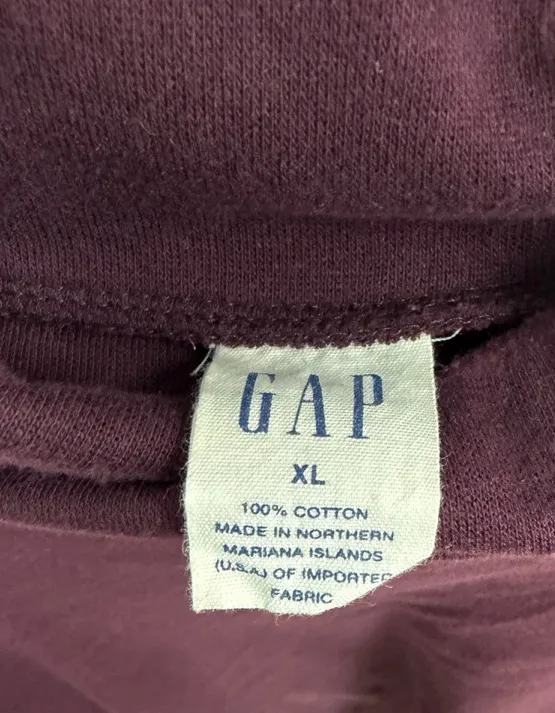 GAP
XL
100% COTTON
MADE IN NORTHERN
MARIANA ISLANDS
(U.S.A.) OF IMPORTED
FABRIC